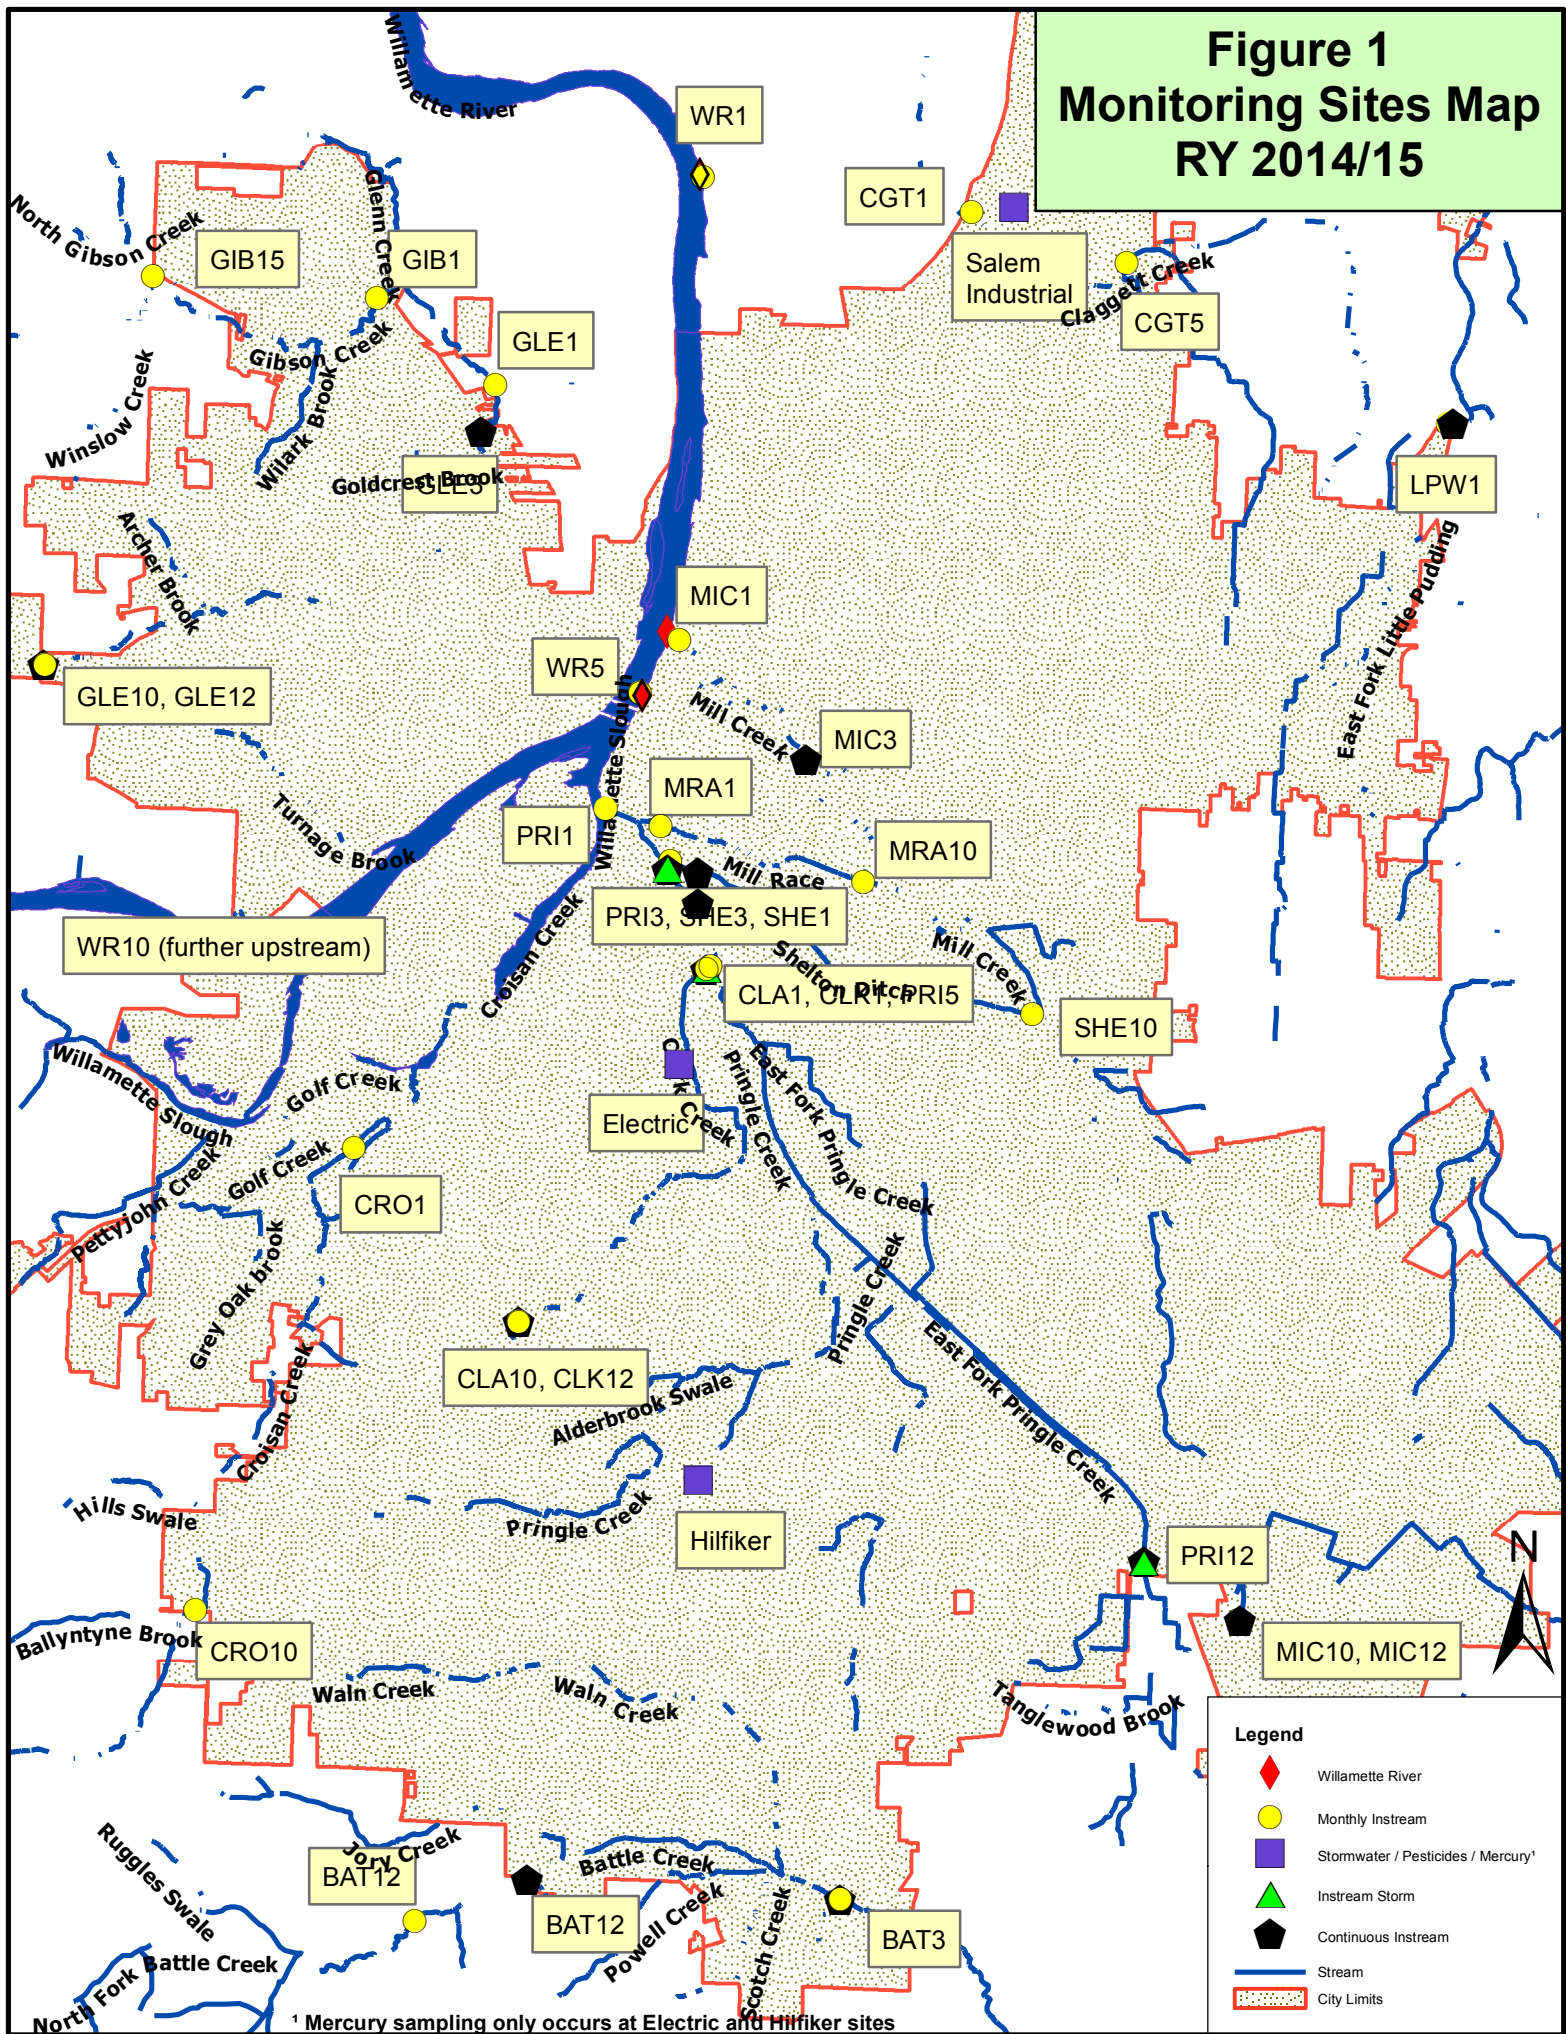 Figure 1
Monitoring Sites Map
RY 2014/15
Willamette River
WR1
CGT1
Salem
Industrial
Claggett Creek
CGT5
North Gibson Creek
GIB15
Glenn Creek
GIB1
GLE1
Gibson Creek
Winslow Creek
Wilark Brook
Goldcrest Brook
GLE3
LPW1
Archer Brook
East Fork Little Pudding
MIC1
WR5
GLE10, GLE12
Willamette Slough
Mill Creek
MIC3
MRA1
PRI1
Turnage Brook
Mill Race
MRA10
PRI3, SHE3, SHE1
WR10 (further upstream)
Croisan Creek
Shelton Ditch
Mill Creek
CLA1, CLK1, PRI5
SHE10
Willamette Slough
Golf Creek
Clark Creek
Electric
Pringle Creek
East Fork Pringle Creek
Golf Creek
Pettyjohn Creek
CRO1
Grey Oak brook
Pringle Creek
East Fork Pringle Creek
Croisan Creek
CLA10, CLK12
Alderbrook Swale
Hills Swale
Pringle Creek
Hilfiker
PRI12
N
Ballyntyne Brook
CRO10
MIC10, MIC12
Waln Creek
Waln Creek
Tanglewood Brook
Jory Creek
BAT12
Ruggles Swale
Battle Creek
BAT12
Powell Creek
Scotch Creek
BAT3
North Fork Battle Creek
Legend
Willamette River
Monthly Instream
Stormwater / Pesticides / Mercury¹
Instream Storm
Continuous Instream
Stream
City Limits
¹ Mercury sampling only occurs at Electric and Hilfiker sites